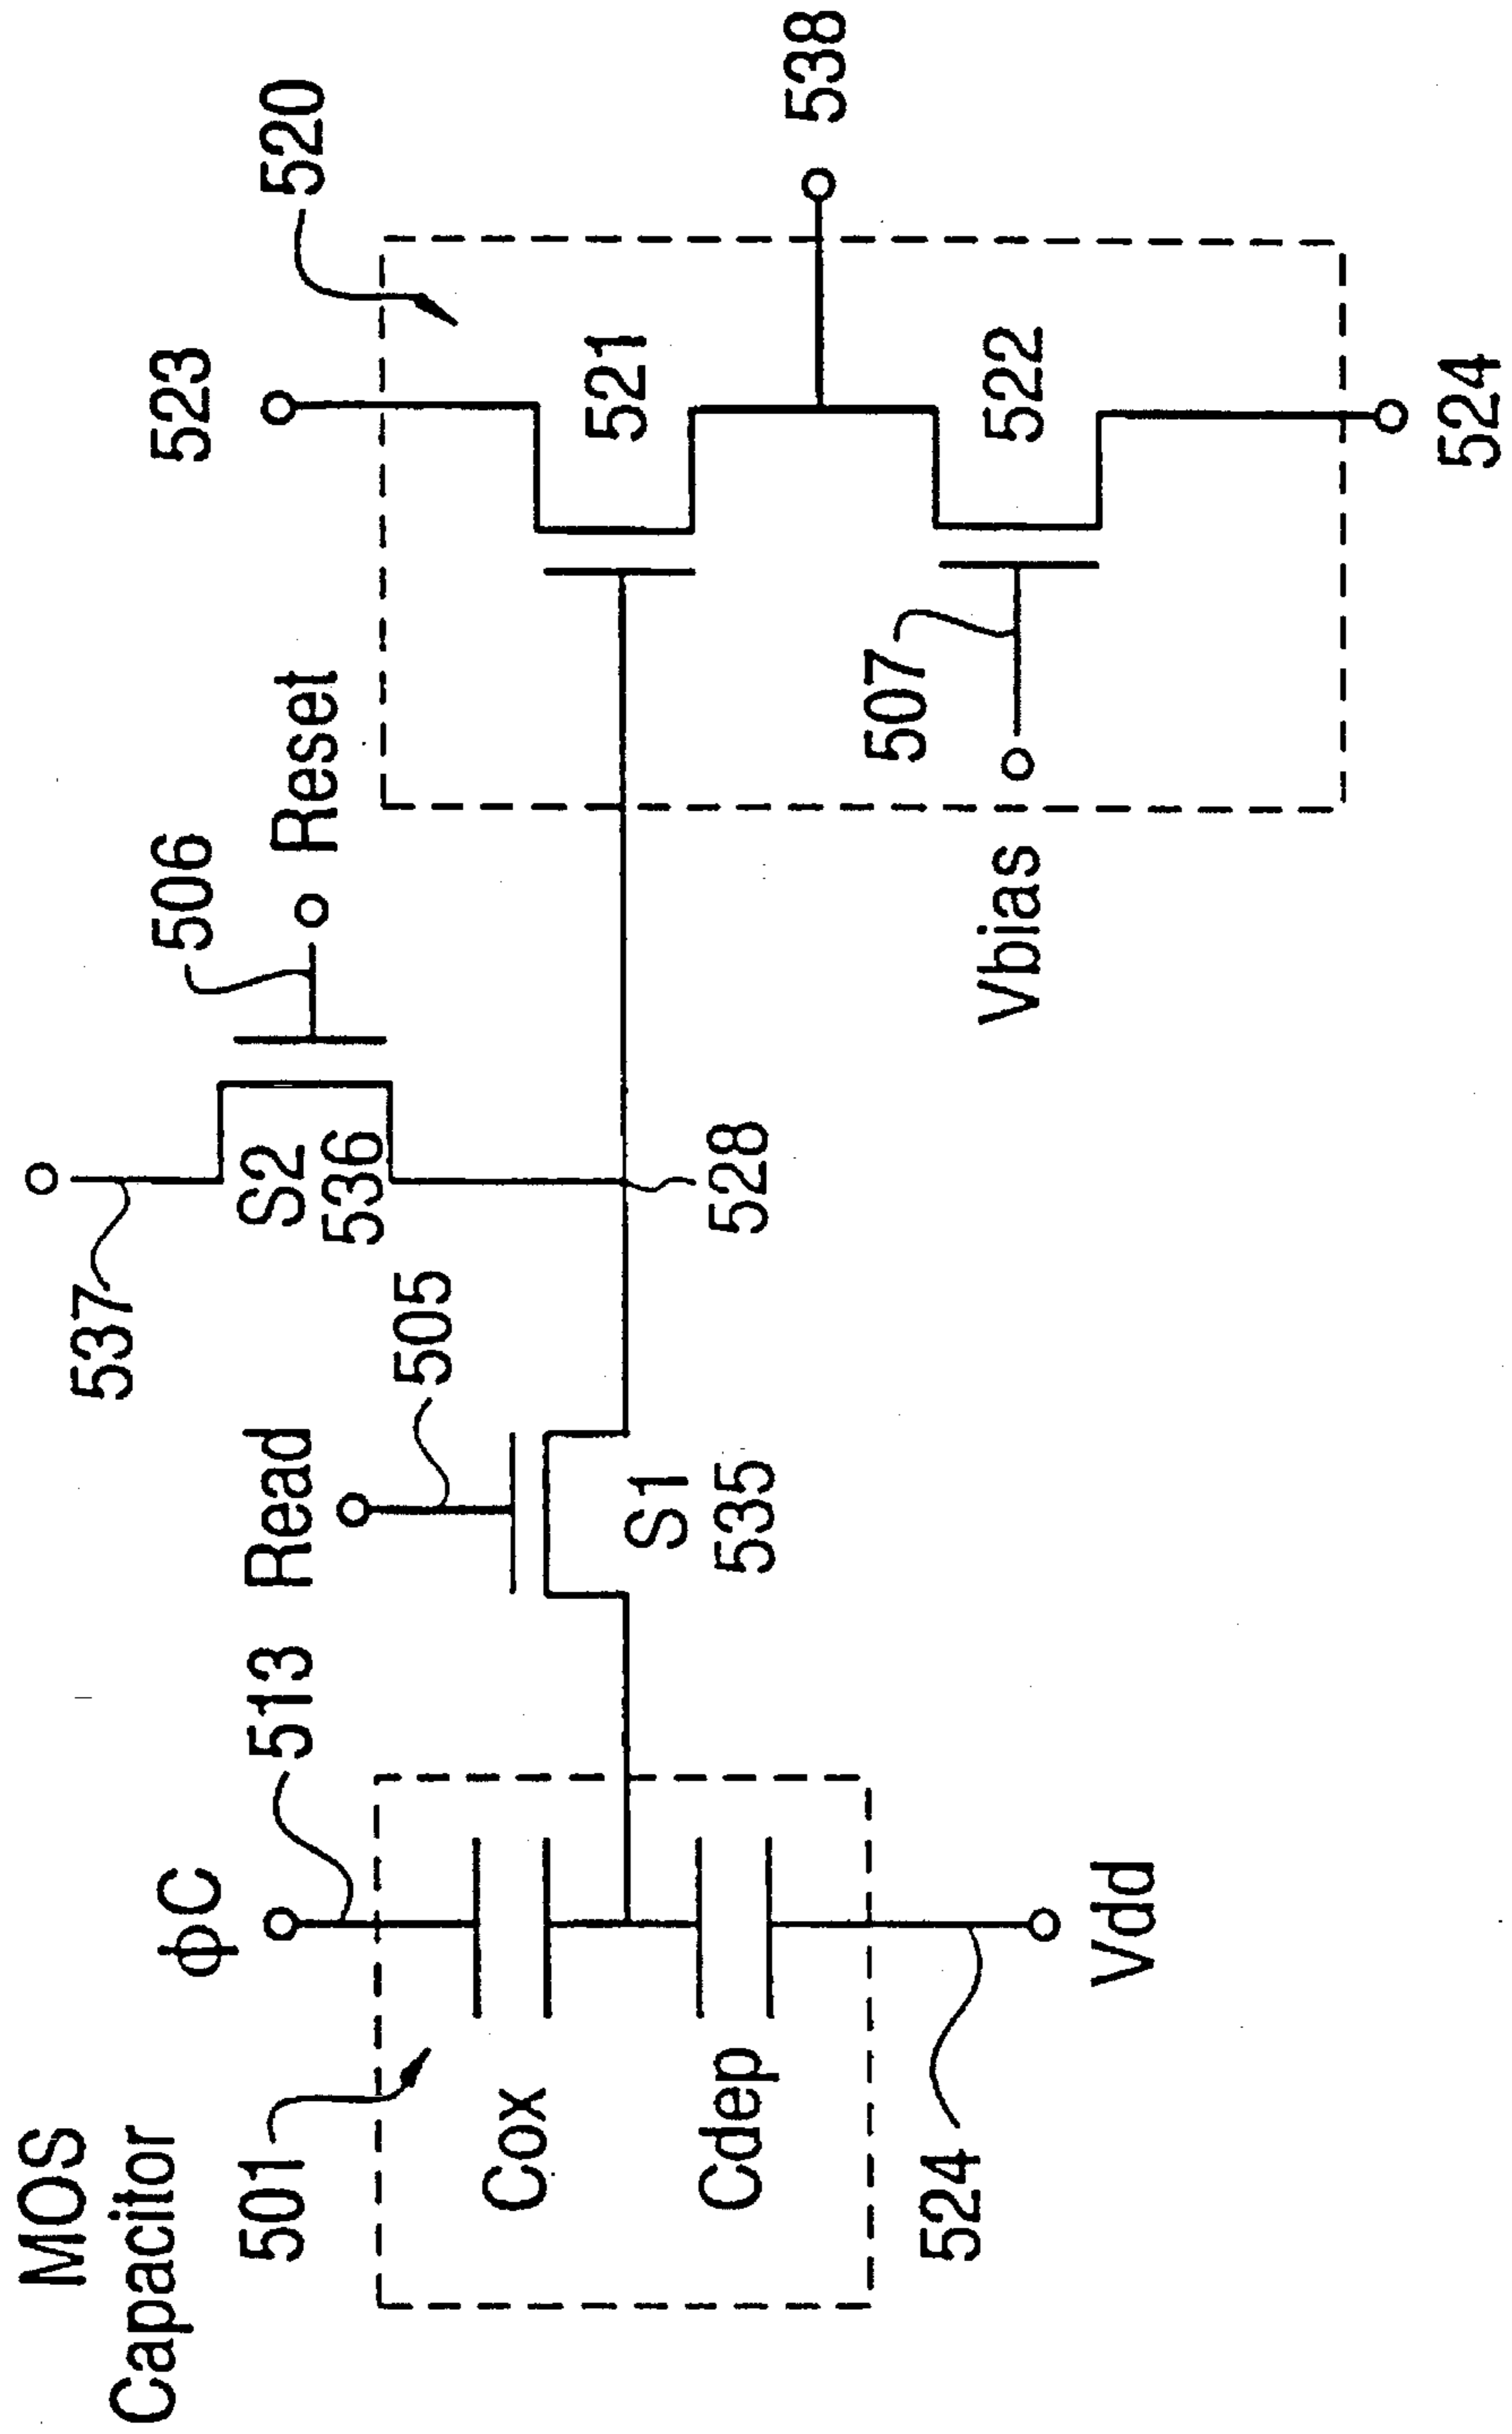 MOS
Capacitor
ϕC
513
501
Cox
Cdep
524
Vdd
Read
505
S1
535
537
S2
536
506
Reset
528
523
520
521
538
507
Vbias
522
524